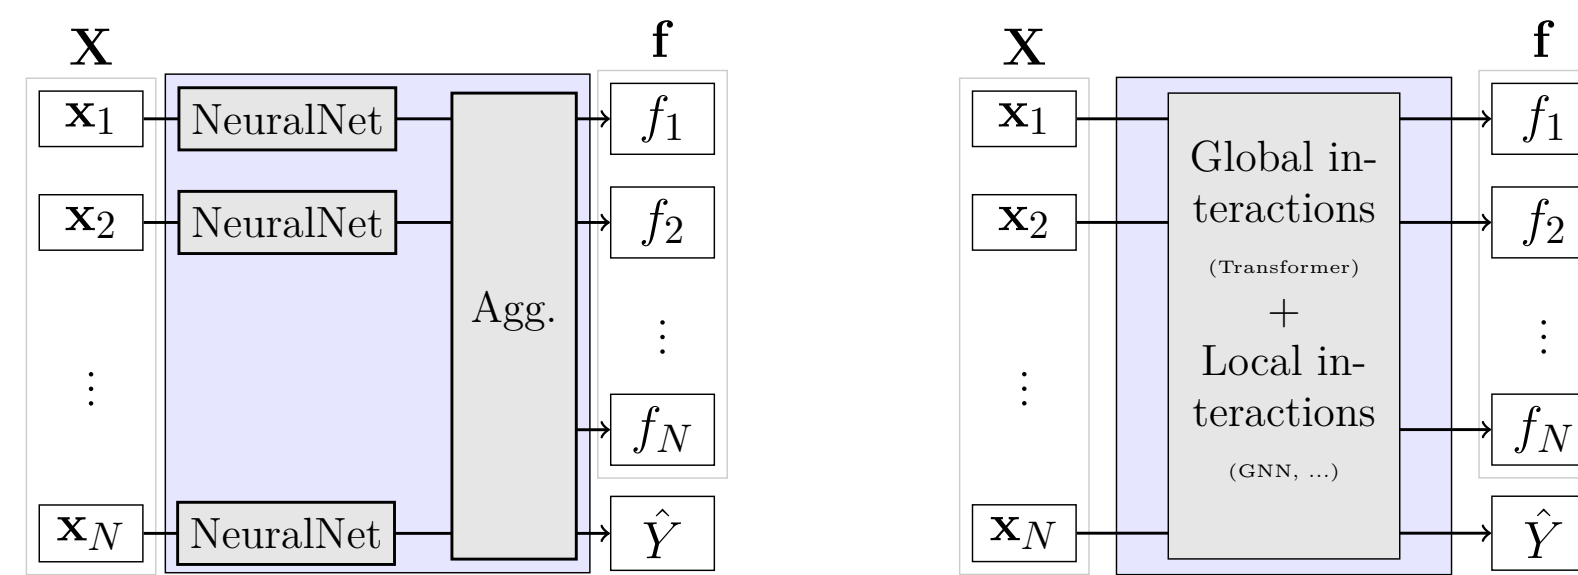 X f
x1 NeuralNet f1
x2 NeuralNet f2
Agg.
⋮ ⋮
fN
xN NeuralNet Ŷ
X f
x1 f1
Global in-
teractions
x2 f2
(Transformer)
+
⋮ ⋮
Local in-
teractions
fN
(GNN, ...)
xN Ŷ